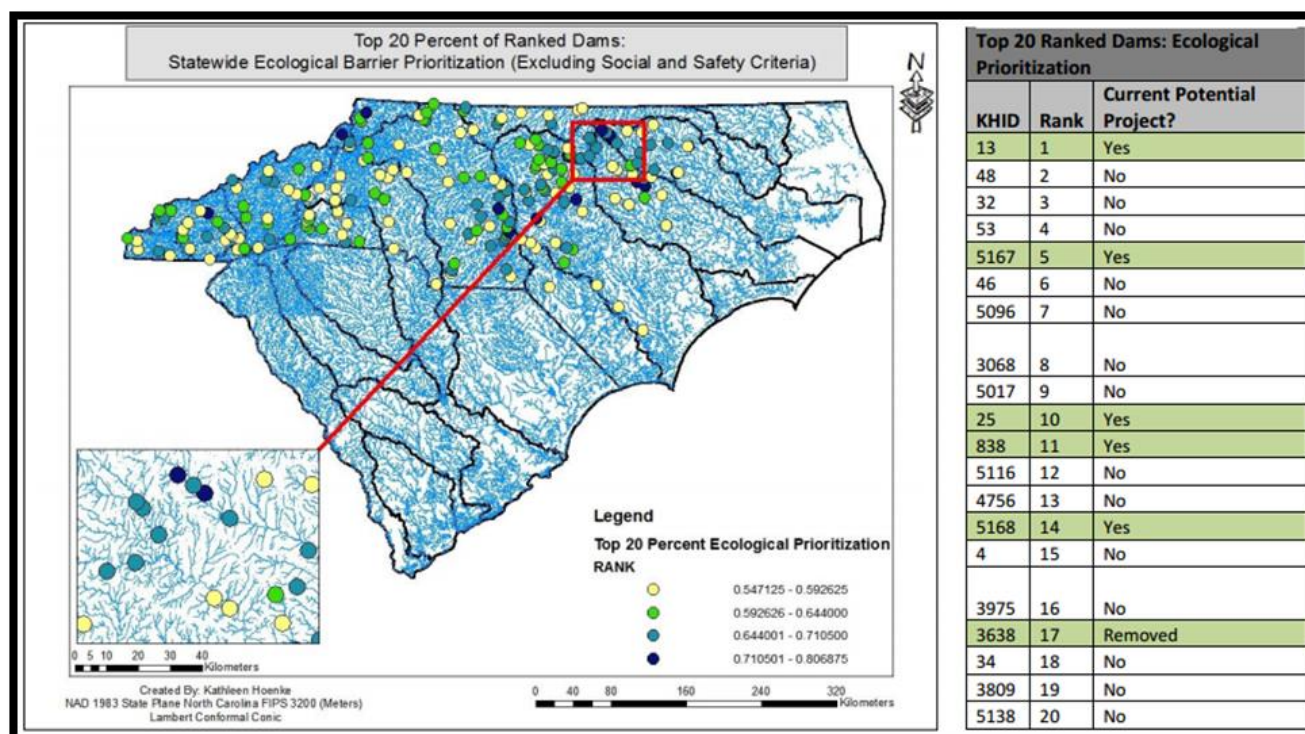 Top 20 Percent of Ranked Dams:
Statewide Ecological Barrier Prioritization (Excluding Social and Safety Criteria)
N
Legend
Top 20 Percent Ecological Prioritization
RANK
0.547125 - 0.592625
0.592626 - 0.644000
0.644001 - 0.710500
0.710501 - 0.806875
0 5 10 20 30 40
Kilometers
Created By: Kathleen Hoenke
NAD 1983 State Plane North Carolina FIPS 3200 (Meters)
Lambert Conformal Conic
0 40 80 160 240 320
Kilometers
Top 20 Ranked Dams: Ecological
Prioritization
KHID Rank Current Potential
Project?
13 1 Yes
48 2 No
32 3 No
53 4 No
5167 5 Yes
46 6 No
5096 7 No
3068 8 No
5017 9 No
25 10 Yes
838 11 Yes
5116 12 No
4756 13 No
5168 14 Yes
4 15 No
3975 16 No
3638 17 Removed
34 18 No
3809 19 No
5138 20 No